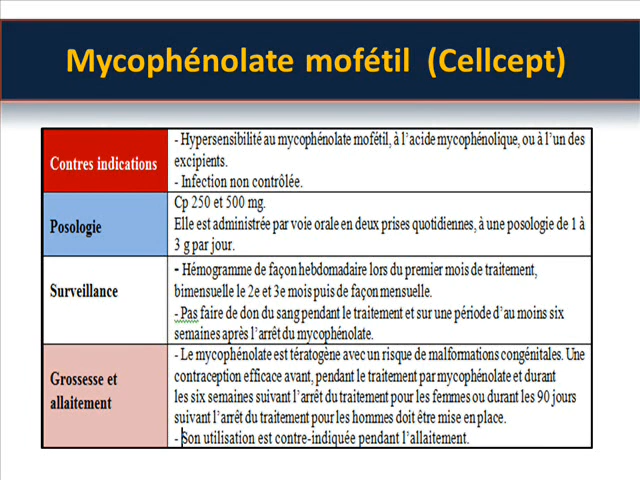 Mycophénolate mofétil (Cellcept)
Contres indications
- Hypersensibilité au mycophénolate mofétil, à l'acide mycophénolique, ou à l'un des
excipients.
- Infection non contrôlée.
Posologie
Cp 250 et 500 mg.
Elle est administrée par voie orale en deux prises quotidiennes, à une posologie de 1 à
3 g par jour.
Surveillance
- Hémogramme de façon hebdomadaire lors du premier mois de traitement,
bimensuelle le 2e et 3e mois puis de façon mensuelle.
- Pas faire de don du sang pendant le traitement et sur une période d'au moins six
semaines après l'arrêt du mycophénolate.
Grossesse et
allaitement
- Le mycophénolate est tératogène avec un risque de malformations congénitales. Une
contraception efficace avant, pendant le traitement par mycophénolate et durant
les six semaines suivant l'arrêt du traitement pour les femmes ou durant les 90 jours
suivant l'arrêt du traitement pour les hommes doit être mise en place.
- Son utilisation est contre-indiquée pendant l'allaitement.